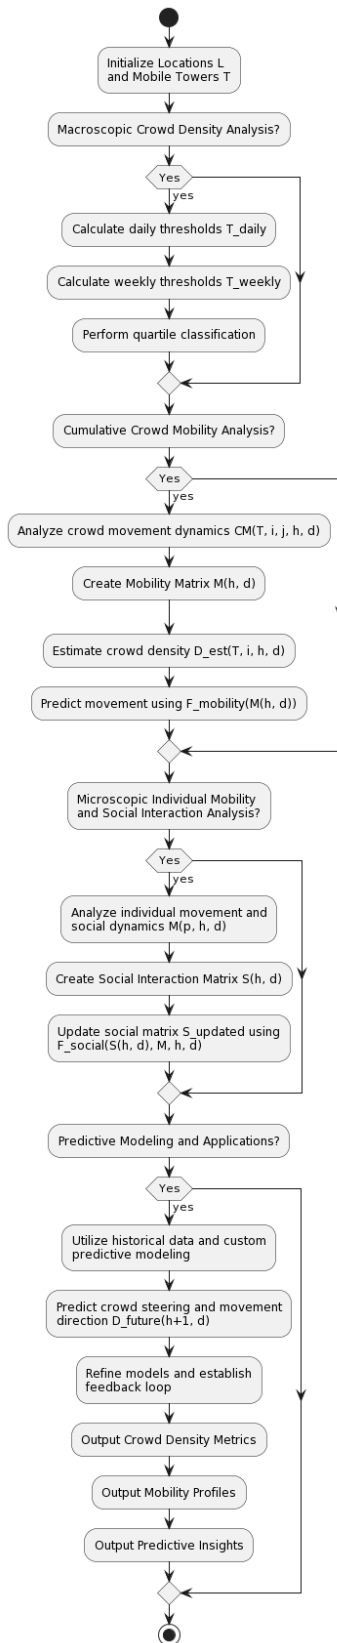 Initialize Locations L
and Mobile Towers T
Macroscopic Crowd Density Analysis?
Yes
yes
Calculate daily thresholds T_daily
Calculate weekly thresholds T_weekly
Perform quartile classification
Cumulative Crowd Mobility Analysis?
Yes
yes
Analyze crowd movement dynamics CM(T, i, j, h, d)
Create Mobility Matrix M(h, d)
Estimate crowd density D_est(T, i, h, d)
Predict movement using F_mobility(M(h, d))
Microscopic Individual Mobility
and Social Interaction Analysis?
Yes
yes
Analyze individual movement and
social dynamics M(p, h, d)
Create Social Interaction Matrix S(h, d)
Update social matrix S_updated using
F_social(S(h, d), M, h, d)
Predictive Modeling and Applications?
Yes
yes
Utilize historical data and custom
predictive modeling
Predict crowd steering and movement
direction D_future(h+1, d)
Refine models and establish
feedback loop
Output Crowd Density Metrics
Output Mobility Profiles
Output Predictive Insights